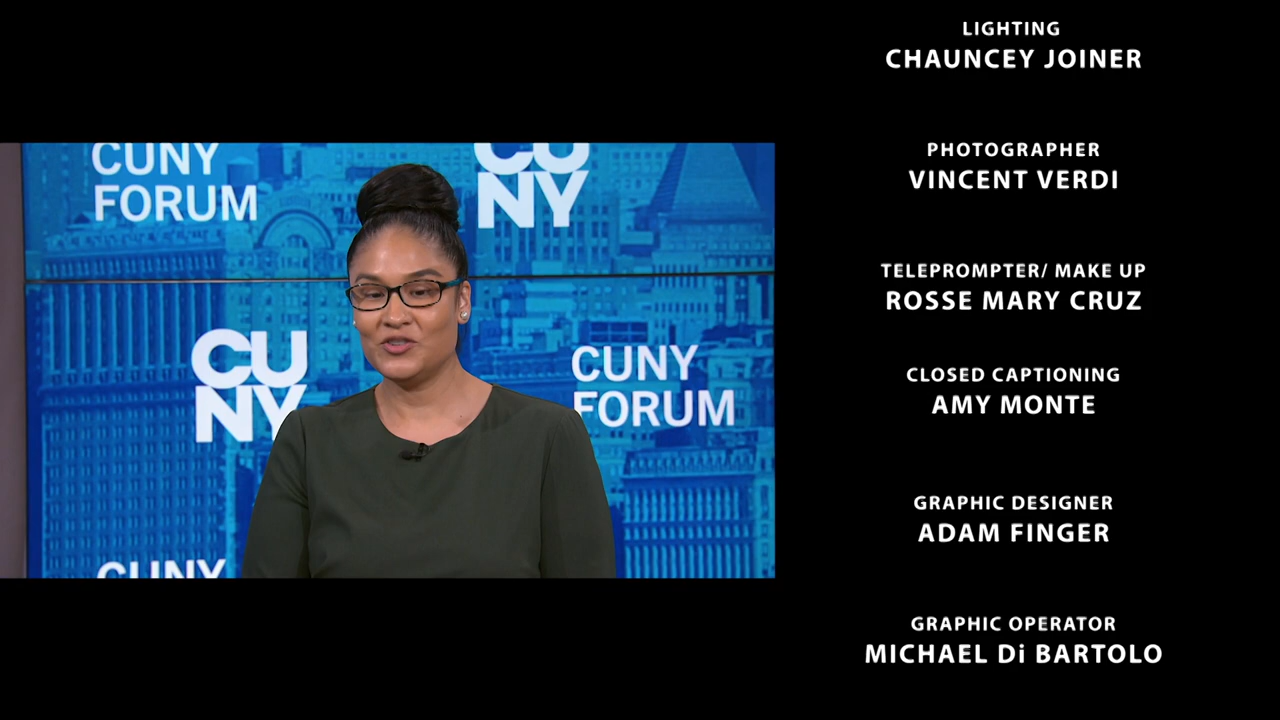 CUNY
FORUM
CU
NY
CU
NY
CUNY
FORUM
CUNY
LIGHTING
CHAUNCEY JOINER
PHOTOGRAPHER
VINCENT VERDI
TELEPROMPTER/ MAKE UP
ROSSE MARY CRUZ
CLOSED CAPTIONING
AMY MONTE
GRAPHIC DESIGNER
ADAM FINGER
GRAPHIC OPERATOR
MICHAEL Di BARTOLO